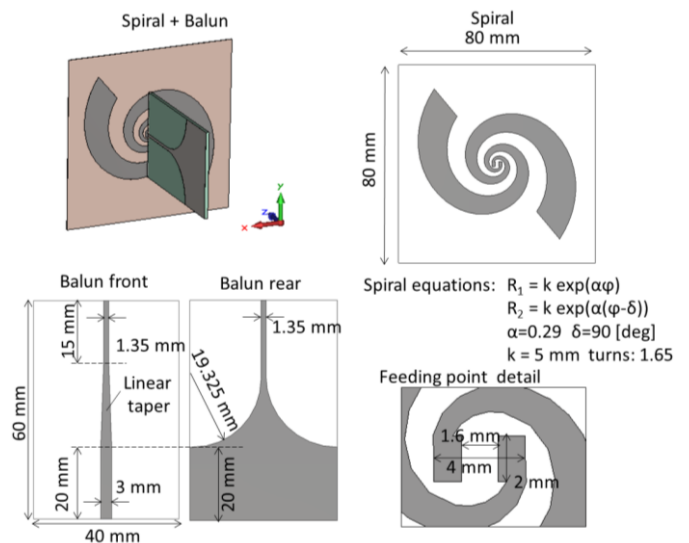 Spiral + Balun
Spiral
80 mm
80 mm
y
z
x
Balun front
Balun rear
15 mm
1.35 mm
Linear
taper
60 mm
20 mm
3 mm
40 mm
1.35 mm
19.325 mm
20 mm
Spiral equations: R₁ = k exp(αφ)
R₂ = k exp(α(φ-δ))
α=0.29 δ=90 [deg]
k = 5 mm turns: 1.65
Feeding point detail
1.6 mm
4 mm
2 mm